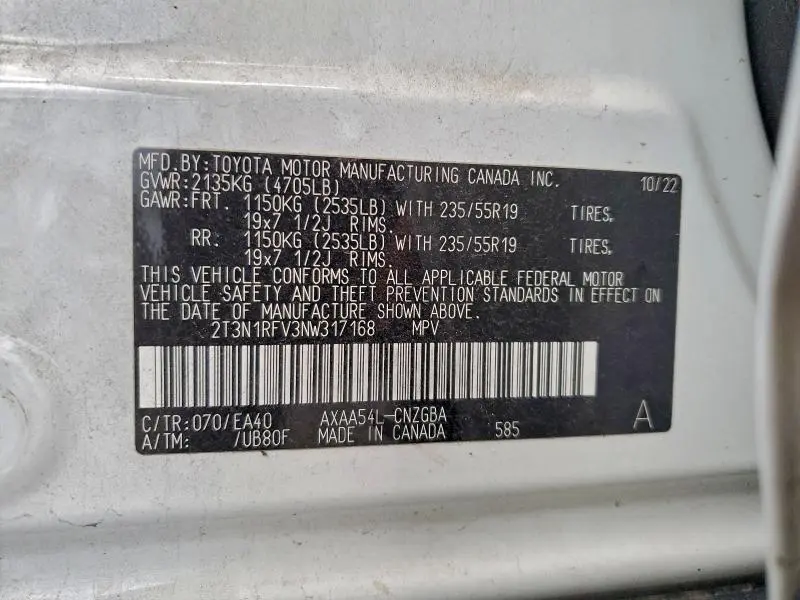 MFD.BY:TOYOTA MOTOR MANUFACTURING CANADA INC. 10/22
GVWR:2135KG (4705LB)
GAWR:FRT. 1150KG (2535LB) WITH 235/55R19 TIRES,
19x7 1/2J RIMS.
RR. 1150KG (2535LB) WITH 235/55R19 TIRES,
19x7 1/2J RIMS.
THIS VEHICLE CONFORMS TO ALL APPLICABLE FEDERAL MOTOR
VEHICLE SAFETY AND THEFT PREVENTION STANDARDS IN EFFECT ON
THE DATE OF MANUFACTURE SHOWN ABOVE.
2T3N1RFV3NW317168 MPV
C/TR:070/EA40 AXAA54L-CNZGBA A
A/TM: /UB80F MADE IN CANADA 585